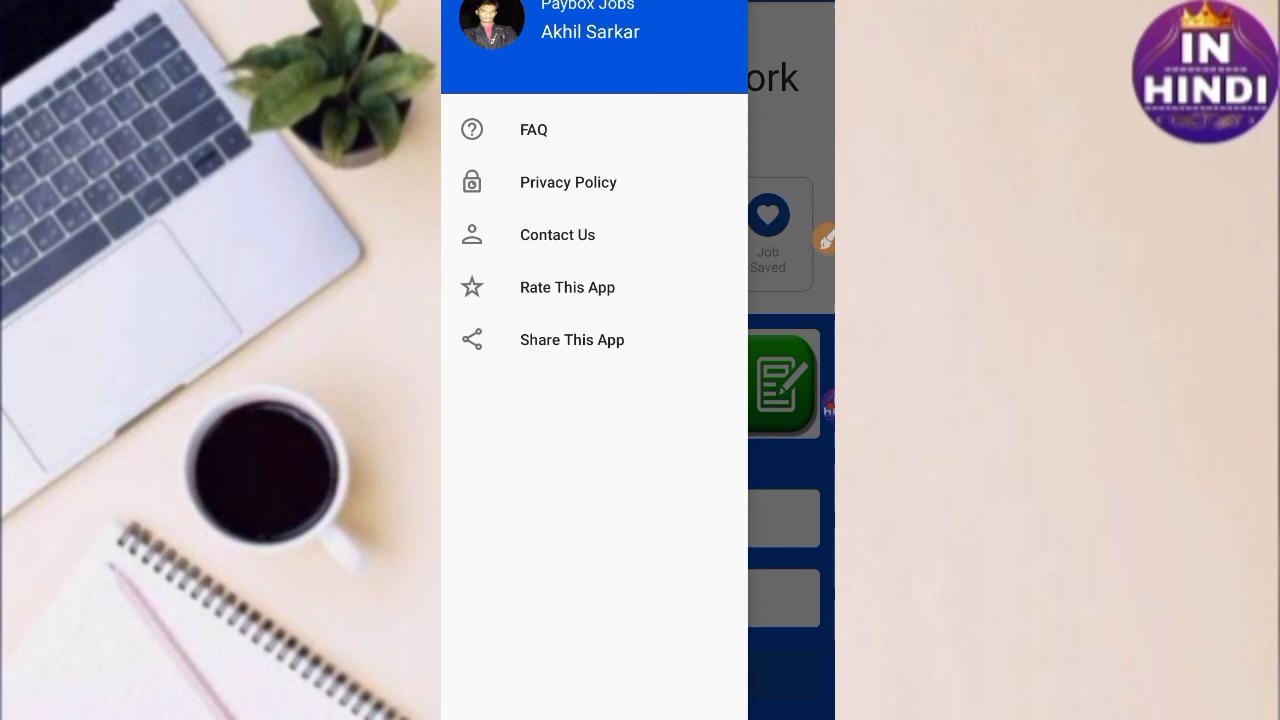 Paybox Jobs
Akhil Sarkar
FAQ
Privacy Policy
Contact Us
Rate This App
Share This App
ork
Job
Saved
IN
HINDI